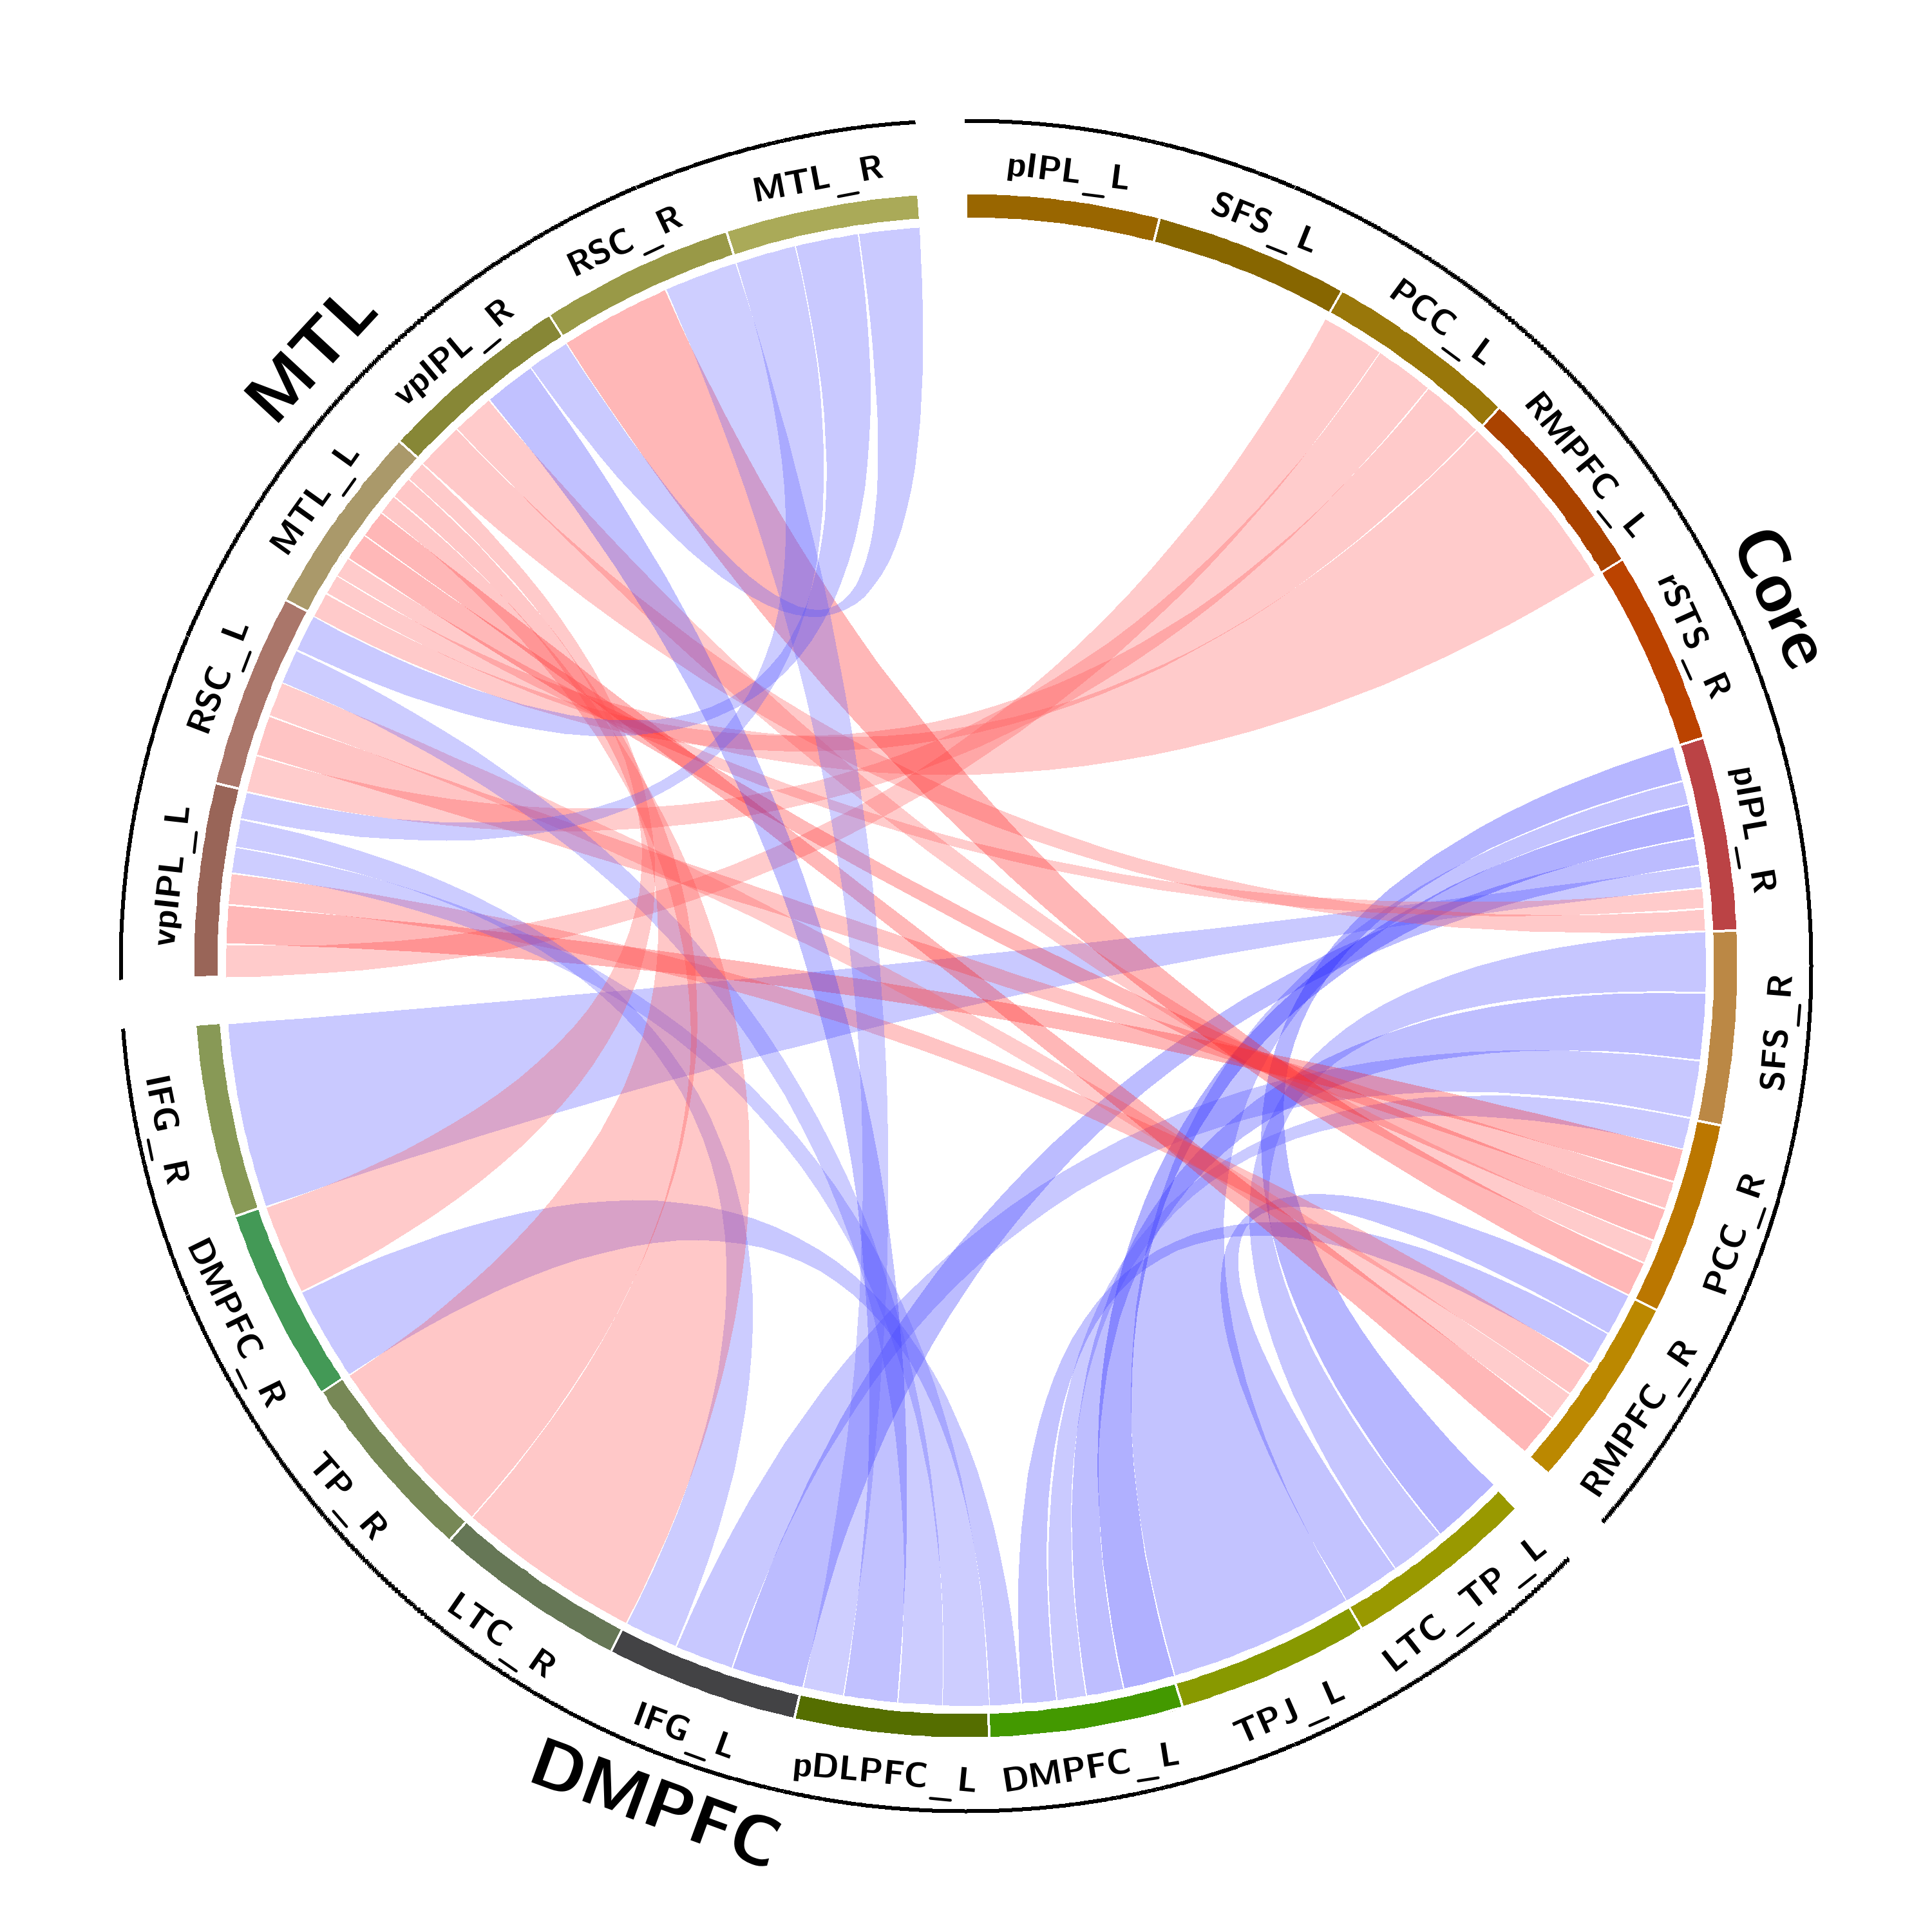 pIPL_L
SFS_L
PCC_L
RMPFC_L
rSTS_R
pIPL_R
SFS_R
PCC_R
RMPFC_R
Core
LTC_TP_L
TPJ_L
DMPFC_L
pDLPFC_L
IFG_L
LTC_R
TP_R
DMPFC_R
IFG_R
DMPFC
vpIPL_L
RSC_L
MTL_L
vpIPL_R
RSC_R
MTL_R
MTL